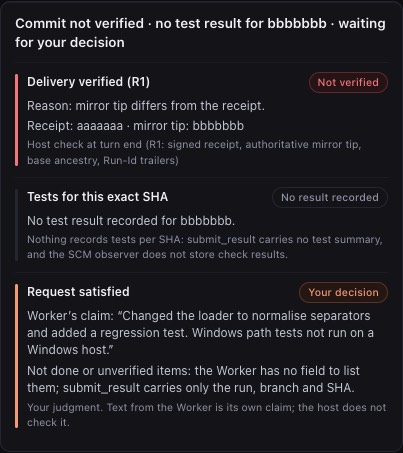 Commit not verified · no test result for bbbbbbb · waiting
for your decision
Delivery verified (R1)
Not verified
Reason: mirror tip differs from the receipt.
Receipt: aaaaaaa · mirror tip: bbbbbbb
Host check at turn end (R1: signed receipt, authoritative mirror tip,
base ancestry, Run-Id trailers)
Tests for this exact SHA
No result recorded
No test result recorded for bbbbbbb.
Nothing records tests per SHA: submit_result carries no test summary,
and the SCM observer does not store check results.
Request satisfied
Your decision
Worker's claim: “Changed the loader to normalise separators
and added a regression test. Windows path tests not run on a
Windows host.”
Not done or unverified items: the Worker has no field to list
them; submit_result carries only the run, branch and SHA.
Your judgment. Text from the Worker is its own claim; the host does not
check it.